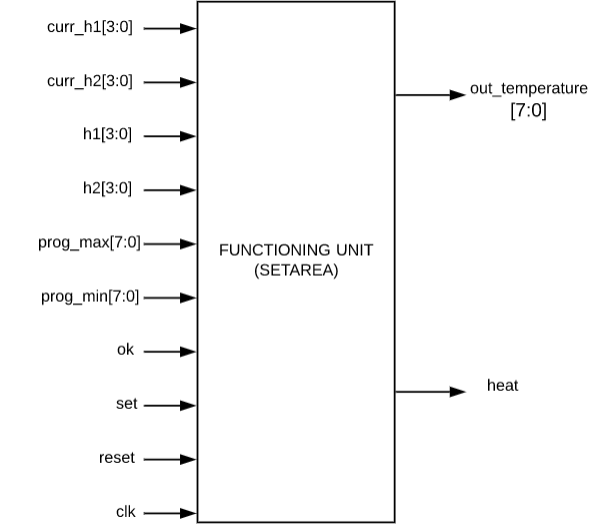 curr_h1[3:0]
curr_h2[3:0]
h1[3:0]
h2[3:0]
prog_max[7:0]
prog_min[7:0]
ok
set
reset
clk
FUNCTIONING UNIT
(SETAREA)
out_temperature
[7:0]
heat